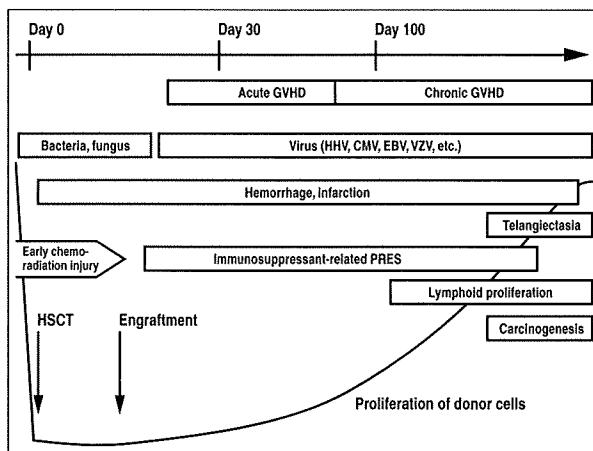 Day 0
Day 30
Day 100
Acute GVHD
Chronic GVHD
Bacteria, fungus
Virus (HHV, CMV, EBV, VZV, etc.)
Hemorrhage, infarction
Telangiectasia
Early chemo-
radiation injury
Immunosuppressant-related PRES
Lymphoid proliferation
HSCT
Engraftment
Carcinogenesis
Proliferation of donor cells